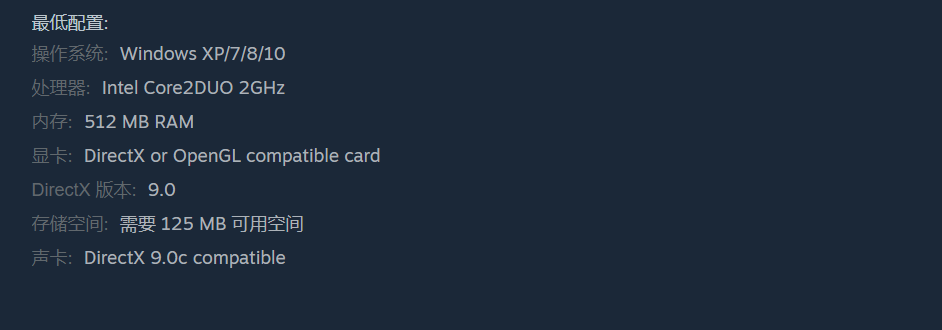 最低配置:
操作系统: Windows XP/7/8/10
处理器: Intel Core2DUO 2GHz
内存: 512 MB RAM
显卡: DirectX or OpenGL compatible card
DirectX 版本: 9.0
存储空间: 需要 125 MB 可用空间
声卡: DirectX 9.0c compatible